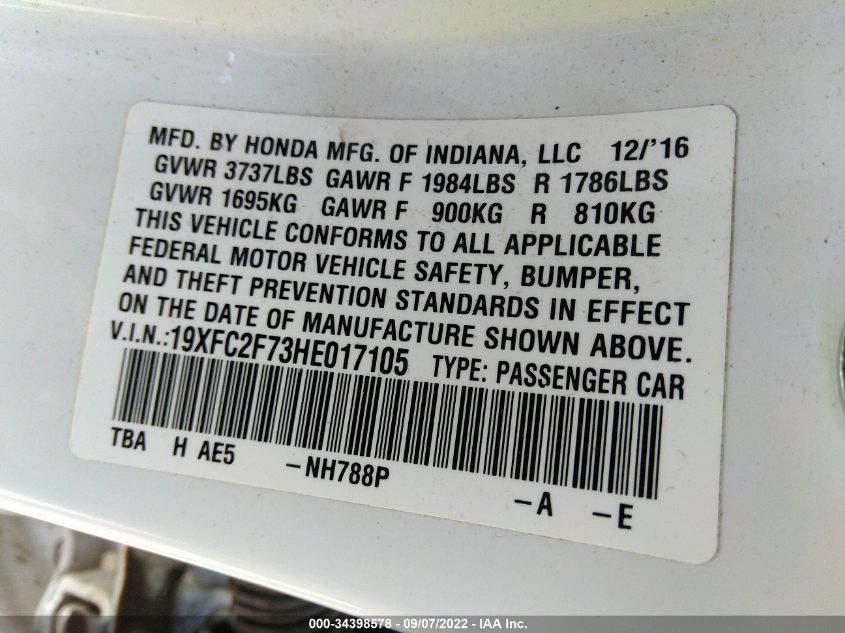 MFD. BY HONDA MFG. OF INDIANA, LLC 12/'16
GVWR 3737LBS GAWR F 1984LBS R 1786LBS
GVWR 1695KG GAWR F 900KG R 810KG
THIS VEHICLE CONFORMS TO ALL APPLICABLE
FEDERAL MOTOR VEHICLE SAFETY, BUMPER,
AND THEFT PREVENTION STANDARDS IN EFFECT
ON THE DATE OF MANUFACTURE SHOWN ABOVE.
V.I.N.:19XFC2F73HE017105 TYPE: PASSENGER CAR
TBA H AE5 -NH788P -A -E
000-34398578 - 09/07/2022 - IAA Inc.